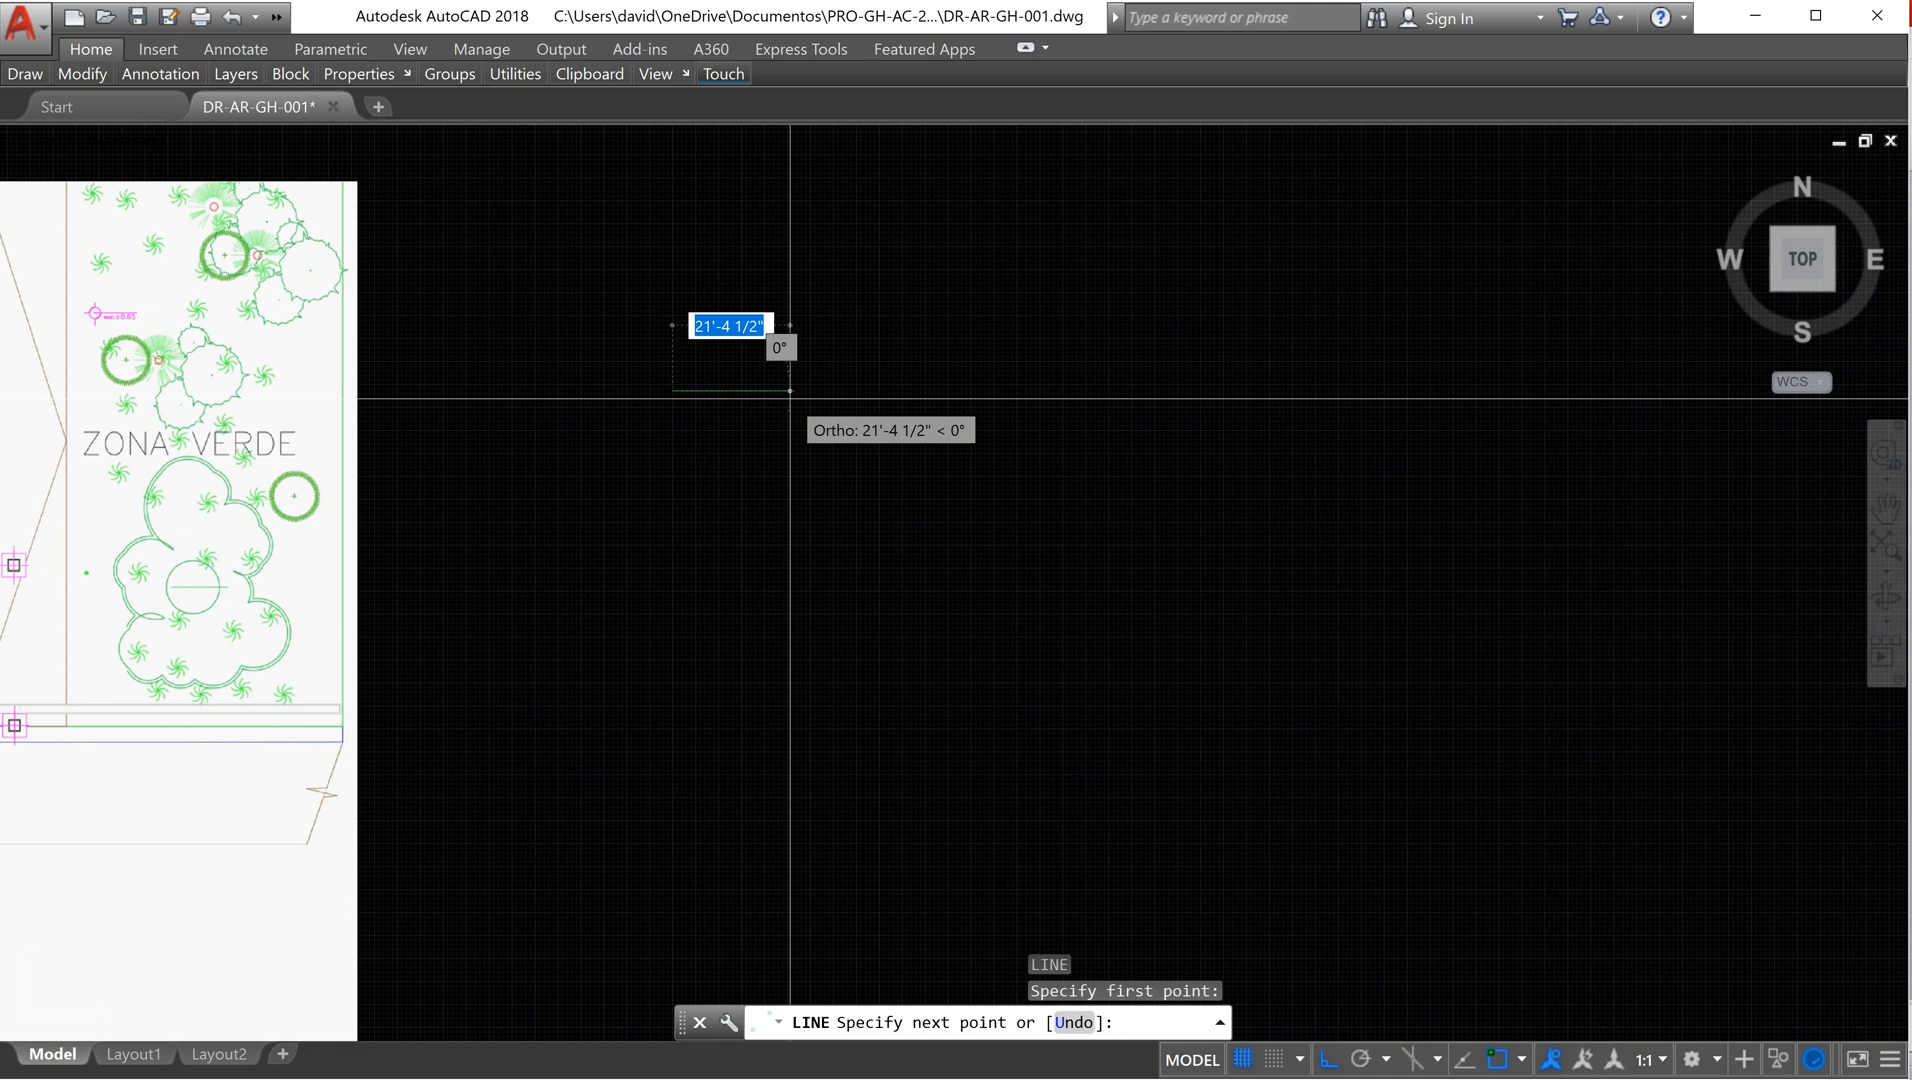 Autodesk AutoCAD 2018 C:\Users\david\OneDrive\Documentos\PRO-GH-AC-2...\DR-AR-GH-001.dwg
Type a keyword or phrase
Sign In
Home Insert Annotate Parametric View Manage Output Add-ins A360 Express Tools Featured Apps
Draw Modify Annotation Layers Block Properties Groups Utilities Clipboard View Touch
Start DR-AR-GH-001*
N
W TOP E
S
WCS
21'-4 1/2"
0°
Ortho: 21'-4 1/2" < 0°
ZONA VERDE
2D
LINE
Specify first point:
LINE Specify next point or [Undo]:
Model Layout1 Layout2
MODEL 1:1